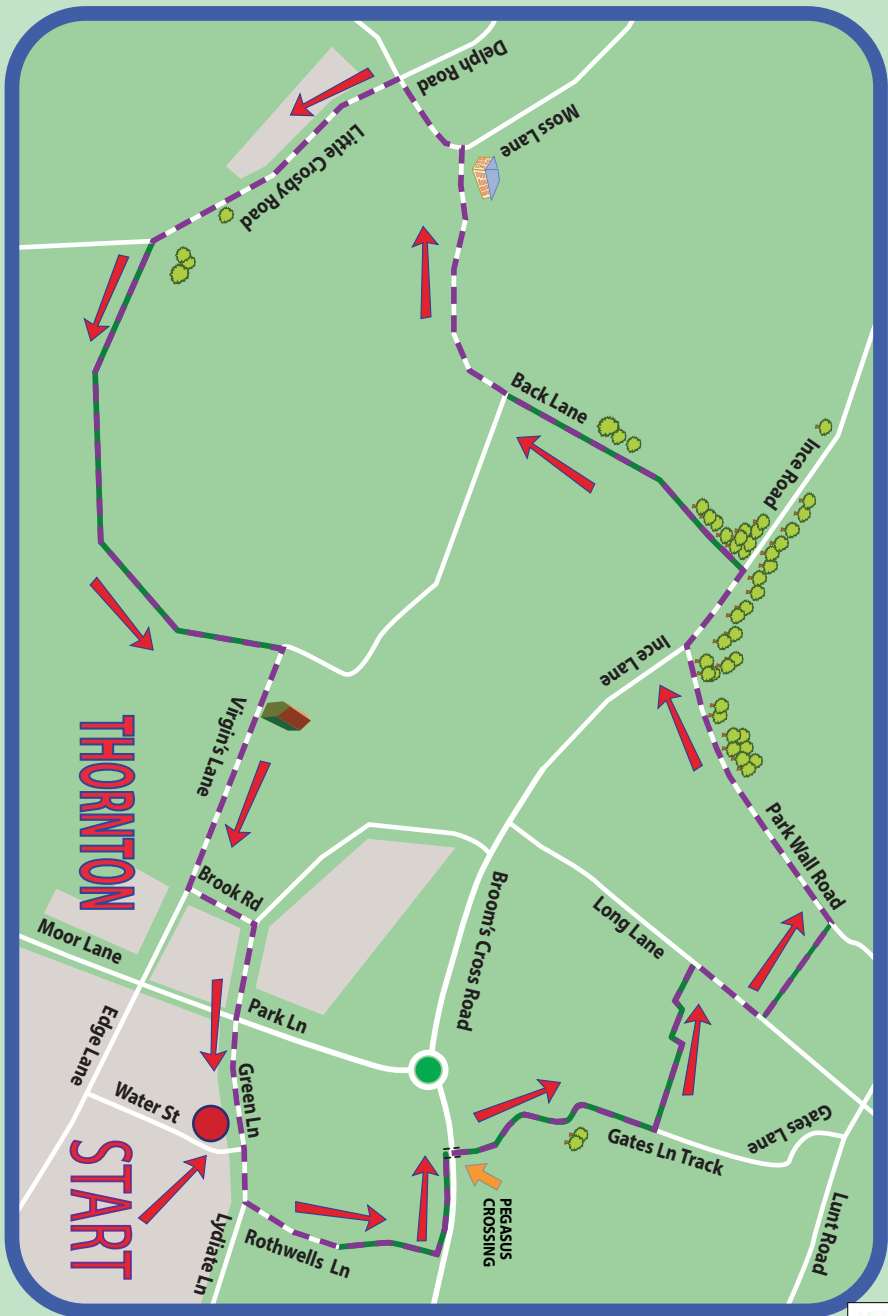 Delph Road
Moss Lane
Little Crosby Road
Back Lane
Ince Road
Ince Lane
Virgin's Lane
THORNTON
Park Wall Road
Brook Rd
Broom's Cross Road
Long Lane
Moor Lane
Park Ln
Edge Lane
Green Ln
Water St
Gates Lane
Gates Ln Track
START
PEGASUS
CROSSING
Lunt Road
Lydiate Ln
Rothwells Ln